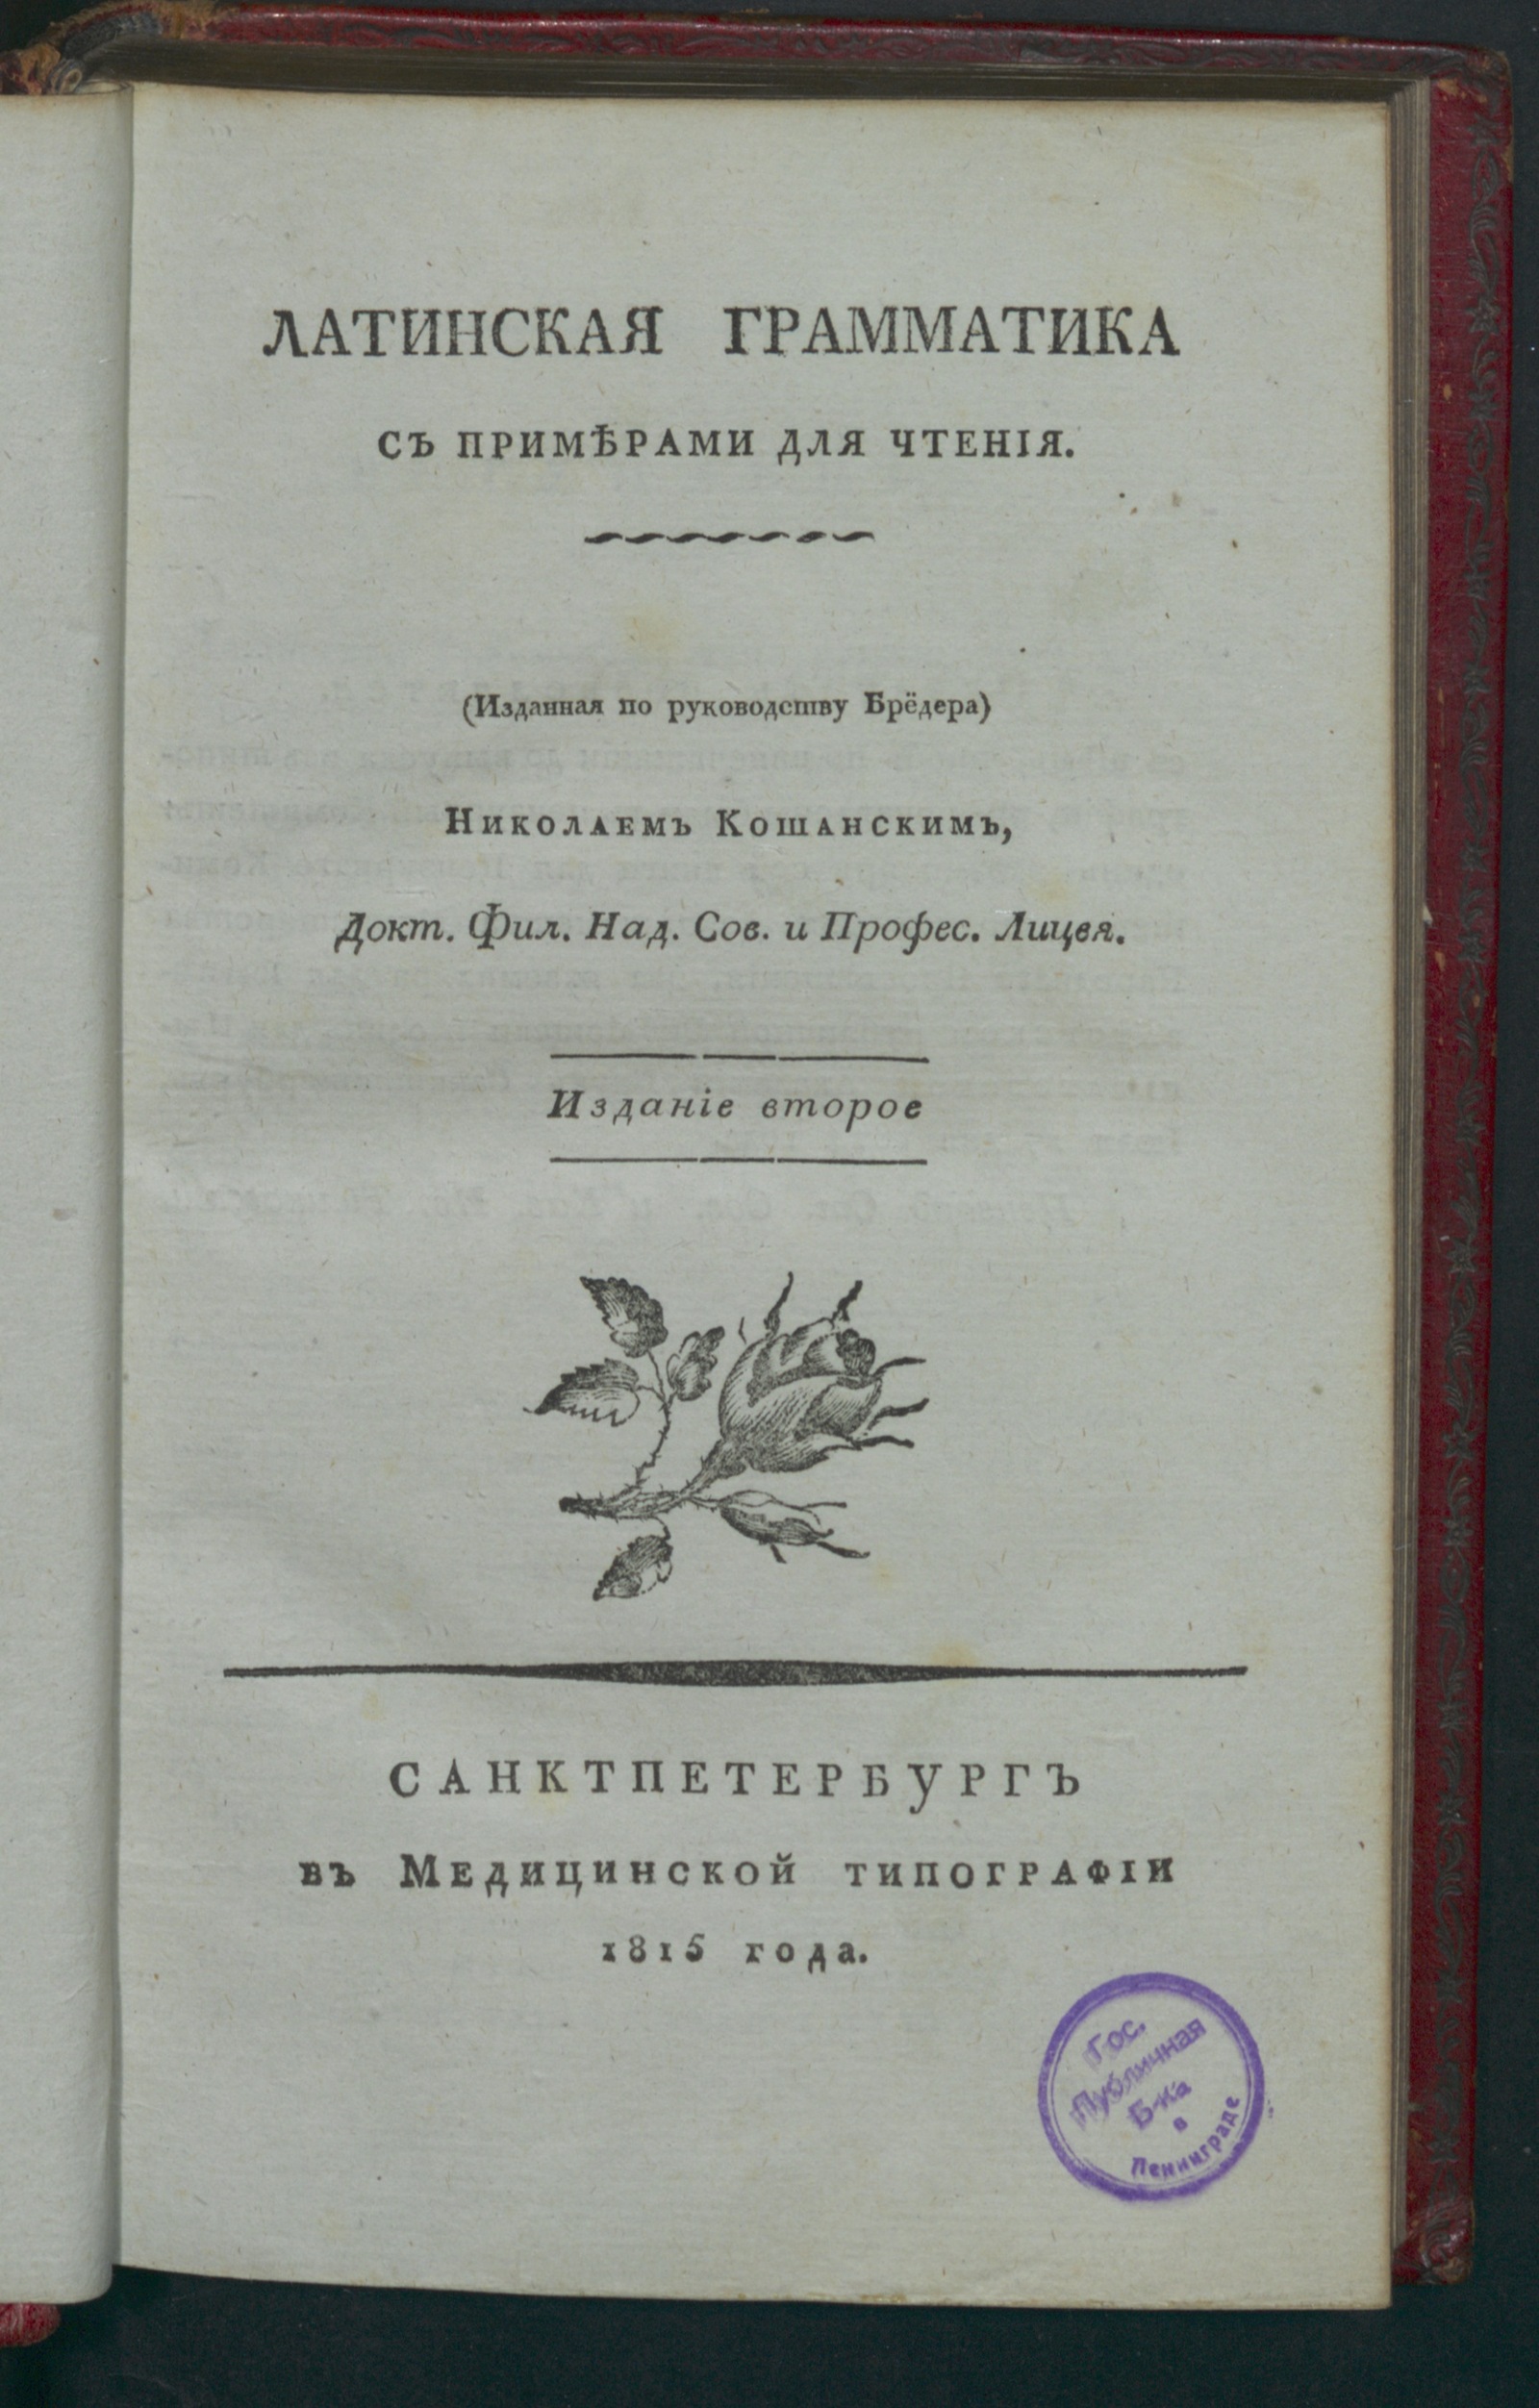 ЛАТИНСКАЯ ГРАММАТИКА
СЪ ПРИМѢРАМИ ДЛЯ ЧТЕНІЯ.
(Изданная по руководству Брёдера)
Николаемъ Кошанскимъ,
Докт. Фил. Над. Сов. и Професс. Лицея.
Изданіе второе
САНКТПЕТЕРБУРГЪ
въ Медицинской типографіи
1815 года.
Гос.
Публичная
Б-ка
в
Ленинграде